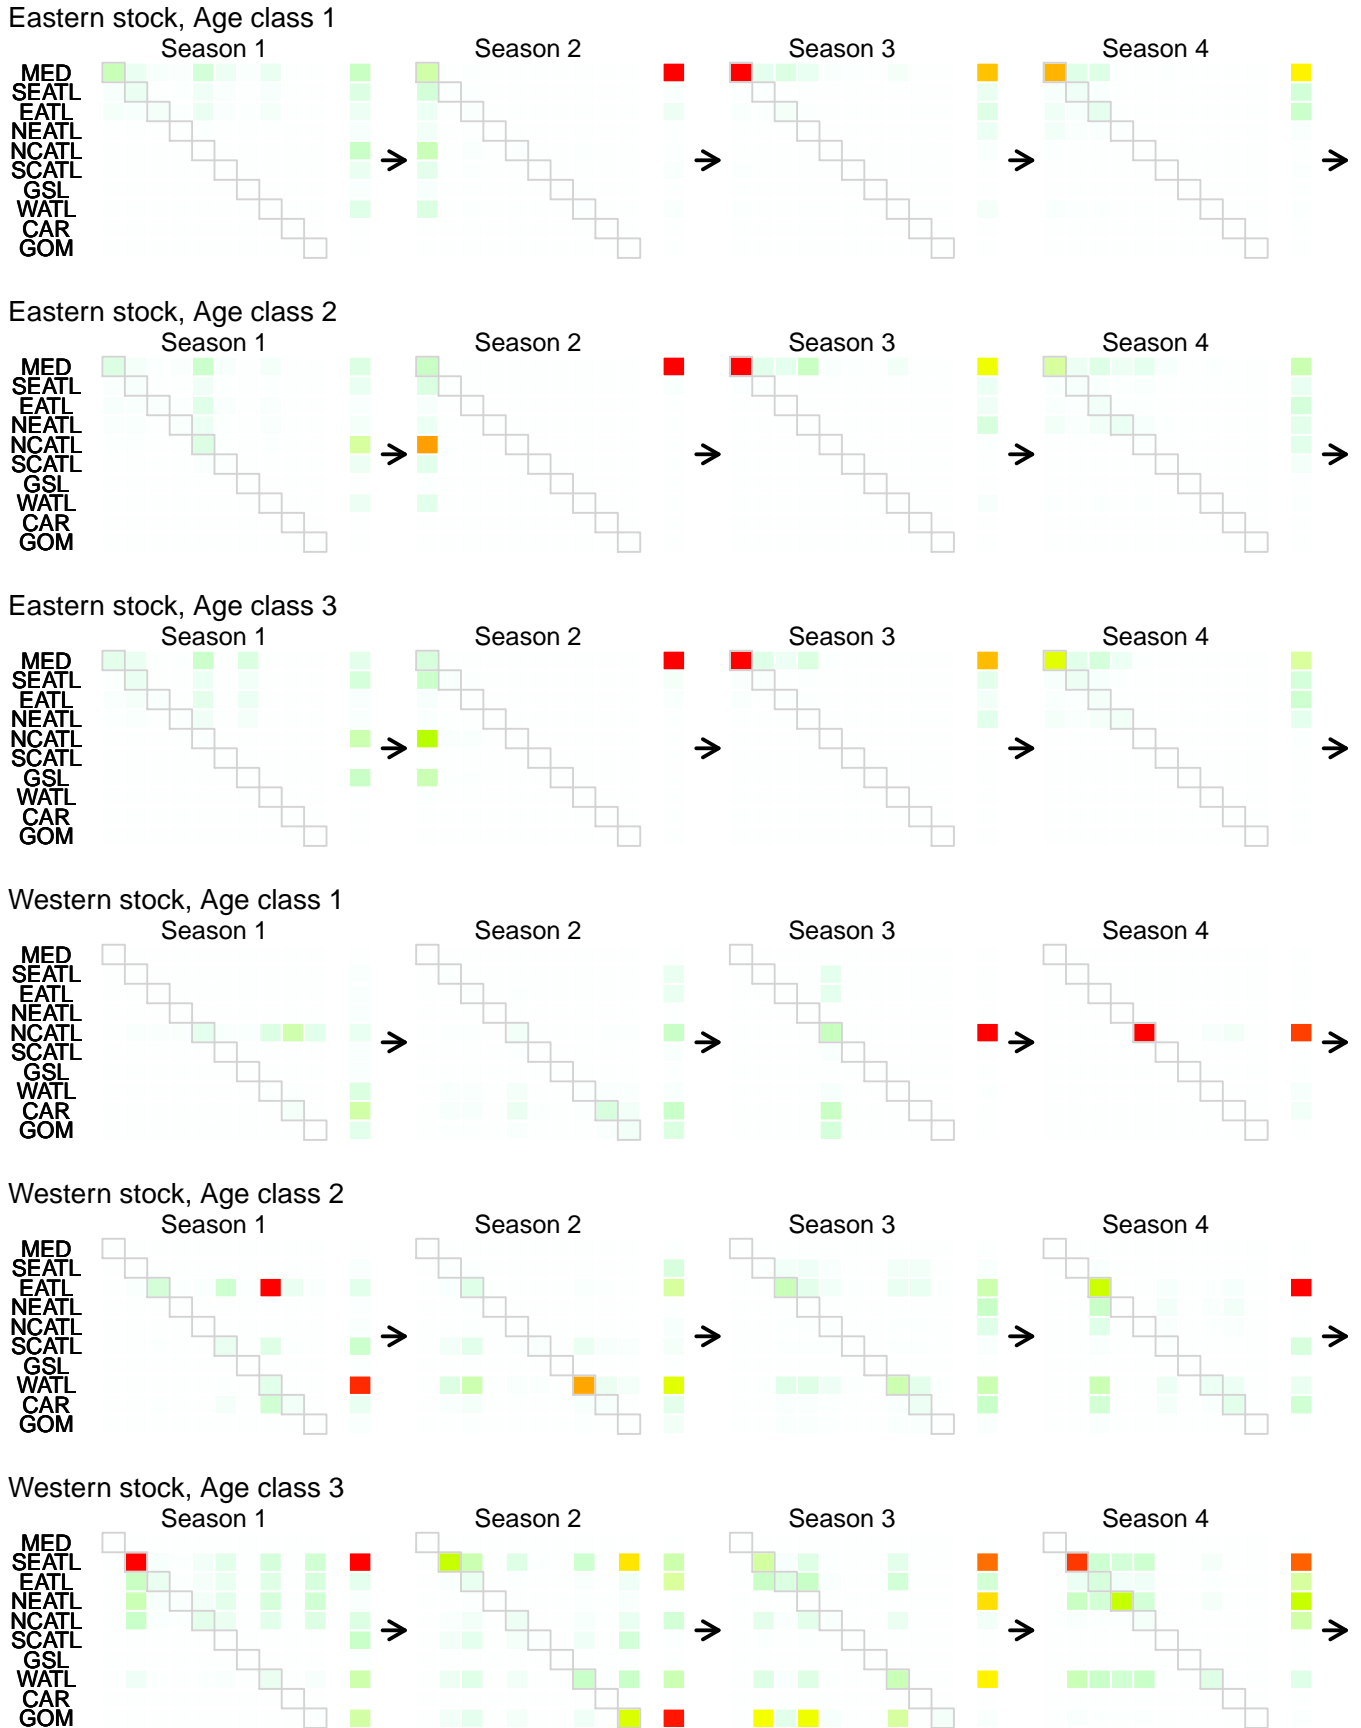 Eastern stock, Age class 1
Season 1 Season 2 Season 3 Season 4
MED
SEATL
EATL
NEATL
NCATL
SCATL
GSL
WATL
CAR
GOM
Eastern stock, Age class 2
Season 1 Season 2 Season 3 Season 4
MED
SEATL
EATL
NEATL
NCATL
SCATL
GSL
WATL
CAR
GOM
Eastern stock, Age class 3
Season 1 Season 2 Season 3 Season 4
MED
SEATL
EATL
NEATL
NCATL
SCATL
GSL
WATL
CAR
GOM
Western stock, Age class 1
Season 1 Season 2 Season 3 Season 4
MED
SEATL
EATL
NEATL
NCATL
SCATL
GSL
WATL
CAR
GOM
Western stock, Age class 2
Season 1 Season 2 Season 3 Season 4
MED
SEATL
EATL
NEATL
NCATL
SCATL
GSL
WATL
CAR
GOM
Western stock, Age class 3
Season 1 Season 2 Season 3 Season 4
MED
SEATL
EATL
NEATL
NCATL
SCATL
GSL
WATL
CAR
GOM